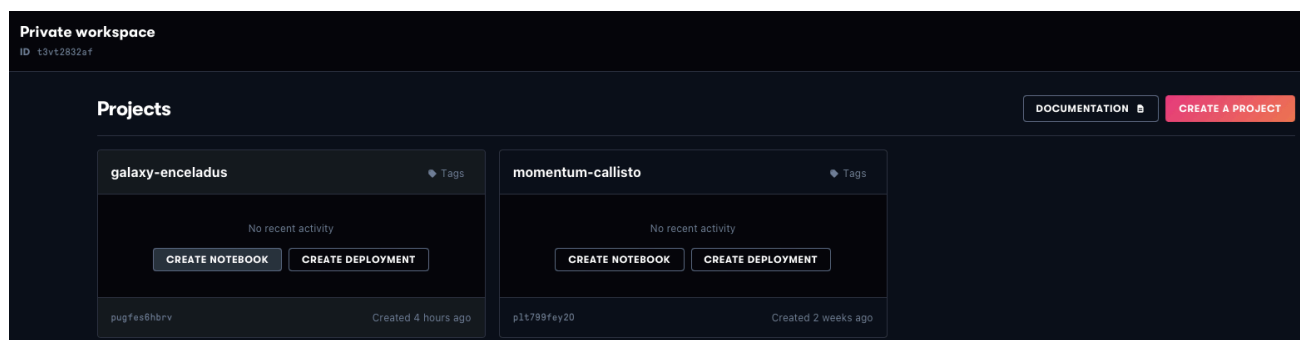 Private workspace
ID t3vt2832af
Projects
DOCUMENTATION
CREATE A PROJECT
galaxy-enceladus
Tags
No recent activity
CREATE NOTEBOOK
CREATE DEPLOYMENT
pugfes6hbrv
Created 4 hours ago
momentum-callisto
Tags
No recent activity
CREATE NOTEBOOK
CREATE DEPLOYMENT
plt799fey20
Created 2 weeks ago